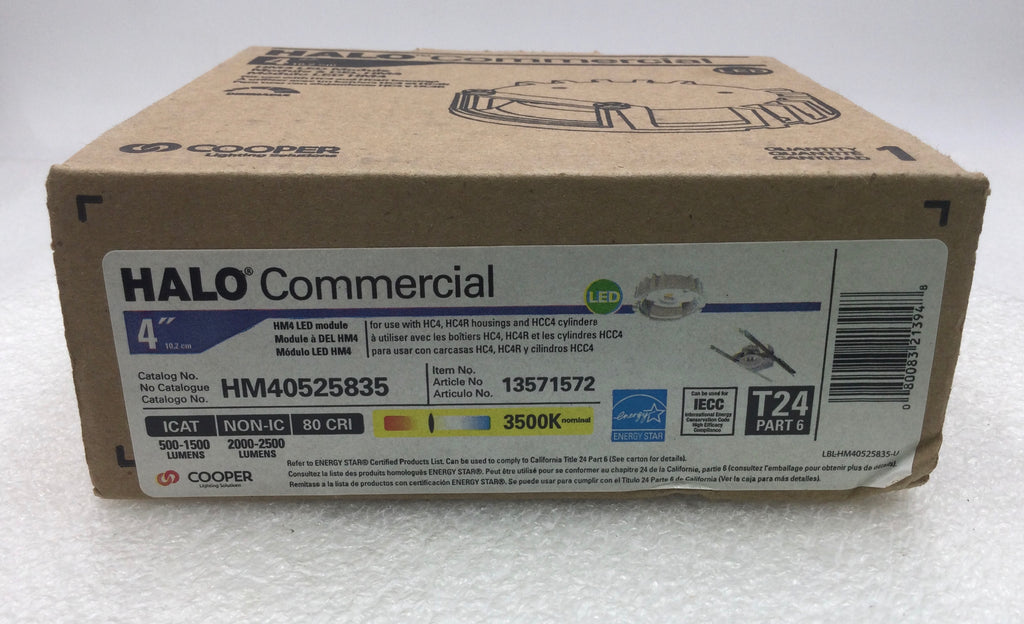 HALO Commercial
4"
COOPER
Lighting Solutions
QUANTITY
QUANTITÉ
CANTIDAD
1
HALO® Commercial
LED
4"
10,2 cm
HM4 LED module
Module à DEL HM4
Módulo LED HM4
for use with HC4, HC4R housings and HCC4 cylinders
à utiliser avec les boîtiers HC4, HC4R et les cylindres HCC4
para usar con carcasas HC4, HC4R y cilindros HCC4
Catalog No.
No Catalogue
Catalogo No.
HM40525835
Item No.
Article No
Articulo No.
13571572
ICAT
NON-IC
80 CRI
500-1500
LUMENS
2000-2500
LUMENS
3500K nominal
energy
ENERGY STAR
Can be used for
IECC
International Energy
Conservation Code
High Efficacy
Compliance
T24
PART 6
0 80083 21394 8
LBL-HM40525835-U
COOPER
Lighting Solutions
Refer to ENERGY STAR® Certified Products List. Can be used to comply to California Title 24 Part 6 (See carton for details).
Consultez la liste des produits homologués ENERGY STAR®. Peut être utilisé pour se conformer au chapitre 24 de la Californie, partie 6 (consultez l'emballage pour obtenir plus de détails).
Remítase a la lista de productos con certificación ENERGY STAR®. Se puede usar para cumplir con el Título 24 Parte 6 de California (Ver la caja para más detalles).